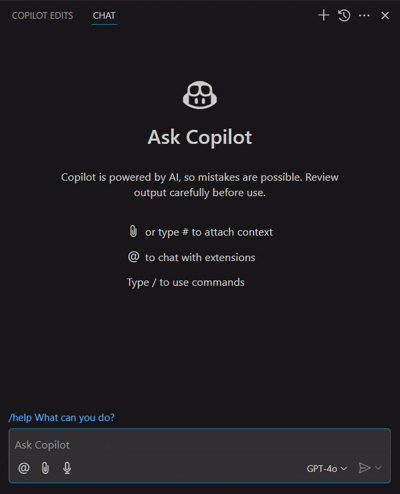 COPILOT EDITS CHAT
Ask Copilot
Copilot is powered by AI, so mistakes are possible. Review
output carefully before use.
or type # to attach context
@ to chat with extensions
Type / to use commands
/help What can you do?
Ask Copilot
@ GPT-4o